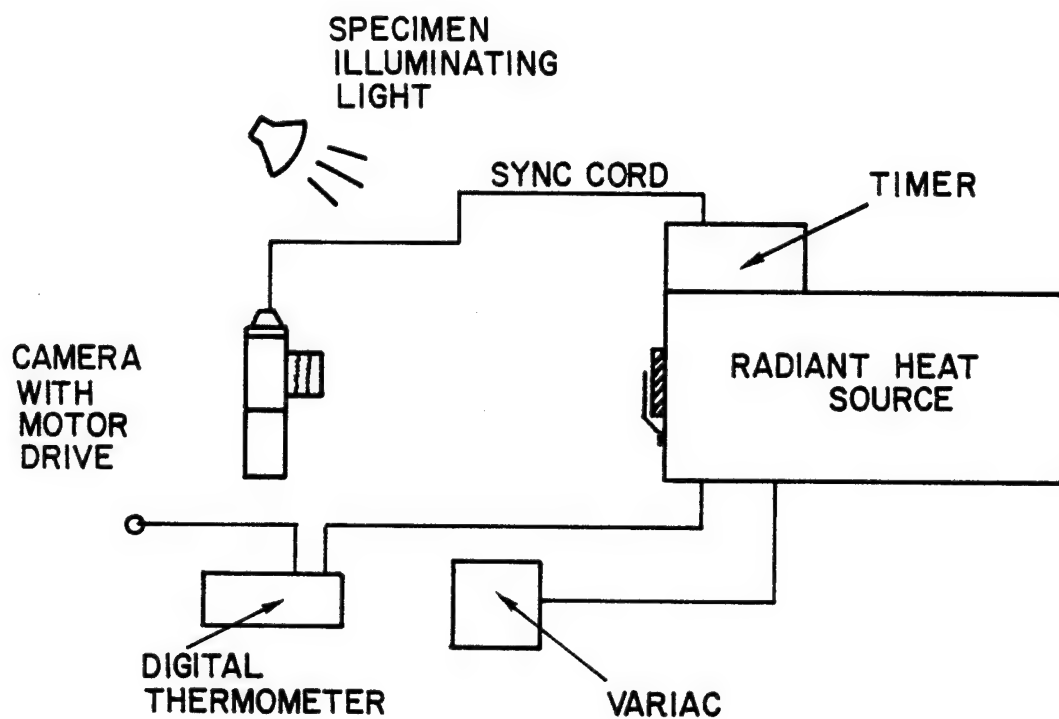 SPECIMEN
ILLUMINATING
LIGHT
SYNC CORD
TIMER
CAMERA
WITH
MOTOR
DRIVE
RADIANT HEAT
SOURCE
DIGITAL
THERMOMETER
VARIAC